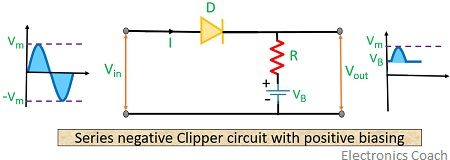 D
Vm
-Vm
Vin
I
R
+
-
VB
Vout
Vm
VB
Series negative Clipper circuit with positive biasing
Electronics Coach